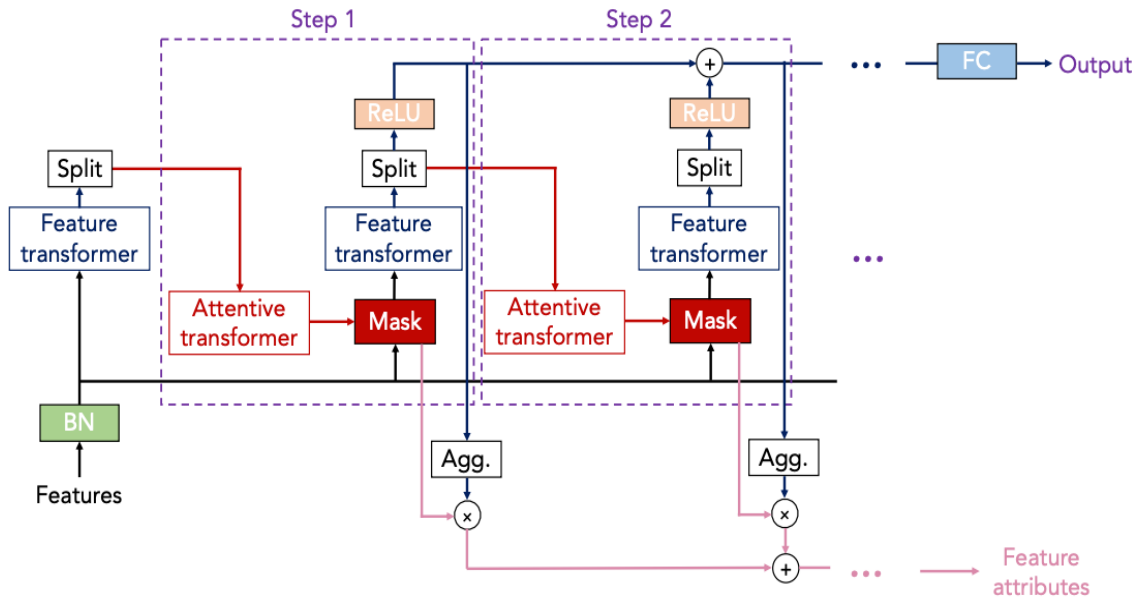 Step 1
Step 2
+
...
FC
Output
ReLU
ReLU
Split
Split
Split
Feature
transformer
Feature
transformer
Feature
transformer
...
Attentive
transformer
Mask
Attentive
transformer
Mask
BN
Features
Agg.
Agg.
×
×
+
...
Feature
attributes